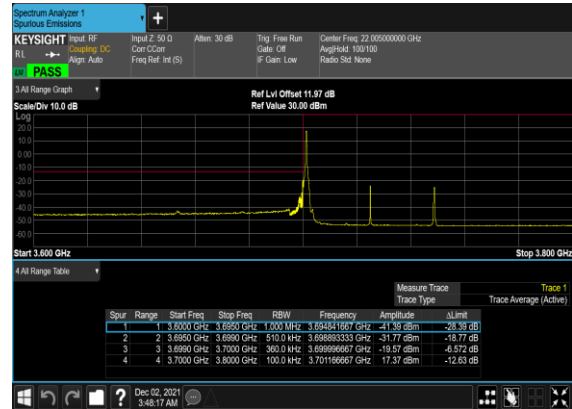 Spectrum Analyzer 1
Spurious Emissions
KEYSIGHT Input: RF Input Z: 50 Ω Atten: 30 dB Trig: Free Run Center Freq: 22.005000000 GHz
RL Coupling: DC Corr CCorr Gate: Off Avg|Hold: 100/100
Align: Auto Freq Ref: Int (S) IF Gain: Low Radio Std: None
PASS
3 All Range Graph Ref Lvl Offset 11.97 dB
Scale/Div 10.0 dB Ref Value 30.00 dBm
Log
20.0
10.0
0.00
-10.0
-20.0
-30.0
-40.0
-50.0
-60.0
Start 3.600 GHz Stop 3.800 GHz
4 All Range Table
Measure Trace Trace 1
Trace Type Trace Average (Active)
Spur Range Start Freq Stop Freq RBW Frequency Amplitude ΔLimit
1 1 3.6000 GHz 3.6950 GHz 1.000 MHz 3.694841667 GHz -41.39 dBm -28.39 dB
2 2 3.6950 GHz 3.6990 GHz 510.0 kHz 3.698893333 GHz -31.77 dBm -18.77 dB
3 3 3.6990 GHz 3.7000 GHz 360.0 kHz 3.699996667 GHz -19.57 dBm -6.572 dB
4 4 3.7000 GHz 3.8000 GHz 100.0 kHz 3.701166667 GHz 17.37 dBm -12.63 dB
? Dec 02, 2021
3:48:17 AM